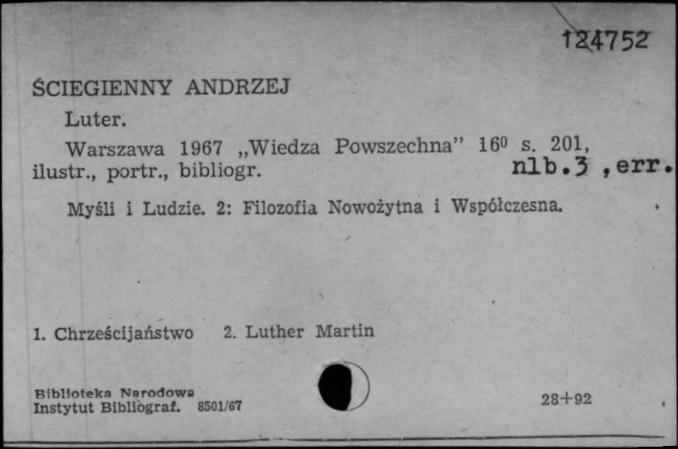 124752
ŚCIEGIENNY ANDRZEJ
Luter.
Warszawa 1967 „Wiedza Powszechna” 16⁰ s. 201,
ilustr., portr., bibliogr. nlb.3 ,err.
Myśli i Ludzie. 2: Filozofia Nowożytna i Współczesna.
1. Chrześcijaństwo 2. Luther Martin
Biblioteka Narodowa
Instytut Bibliograf. 8501/67
28+92